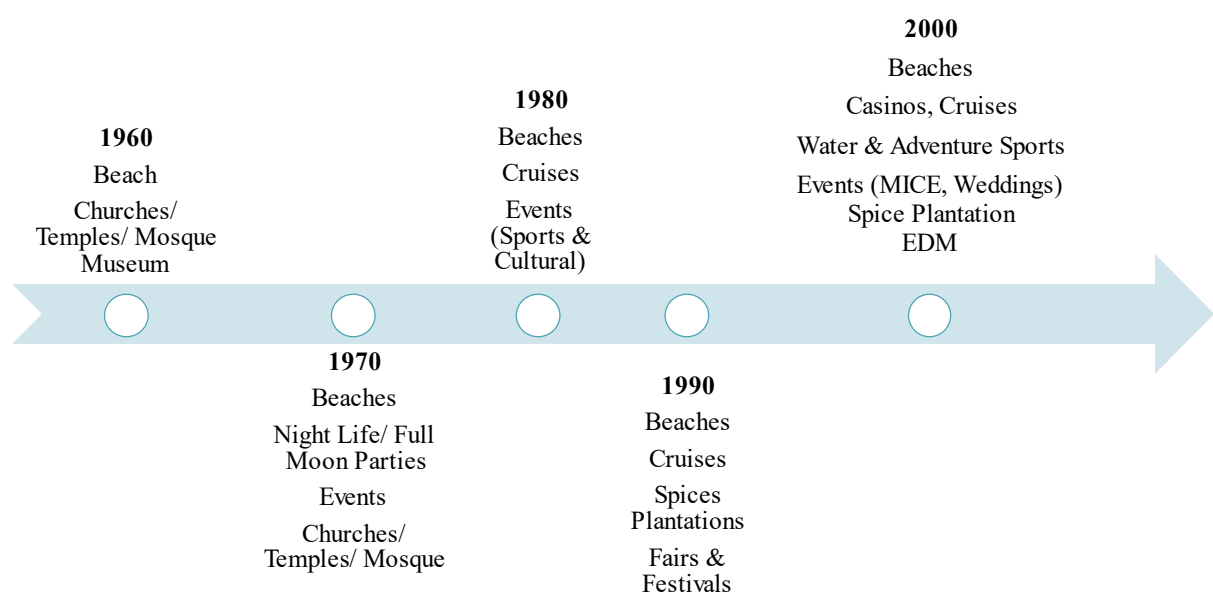 1960
Beach
Churches/
Temples/ Mosque
Museum
1970
Beaches
Night Life/ Full
Moon Parties
Events
Churches/
Temples/ Mosque
1980
Beaches
Cruises
Events
(Sports &
Cultural)
1990
Beaches
Cruises
Spices
Plantations
Fairs &
Festivals
2000
Beaches
Casinos, Cruises
Water & Adventure Sports
Events (MICE, Weddings)
Spice Plantation
EDM